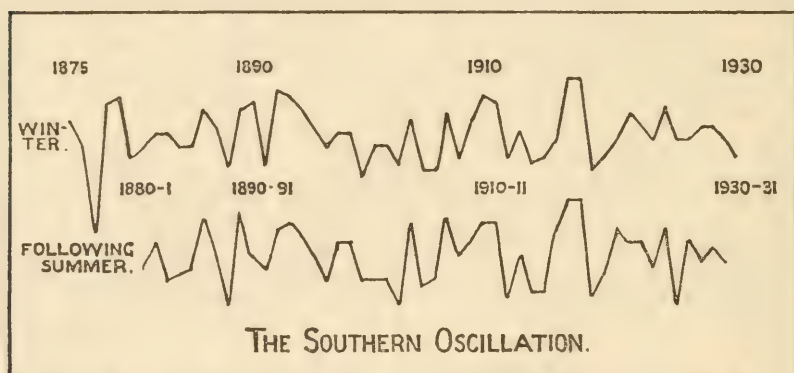 1875 1890 1910 1930
WIN-
TER.
1880-1 1890-91 1910-11 1930-31
FOLLOWING
SUMMER.
THE SOUTHERN OSCILLATION.